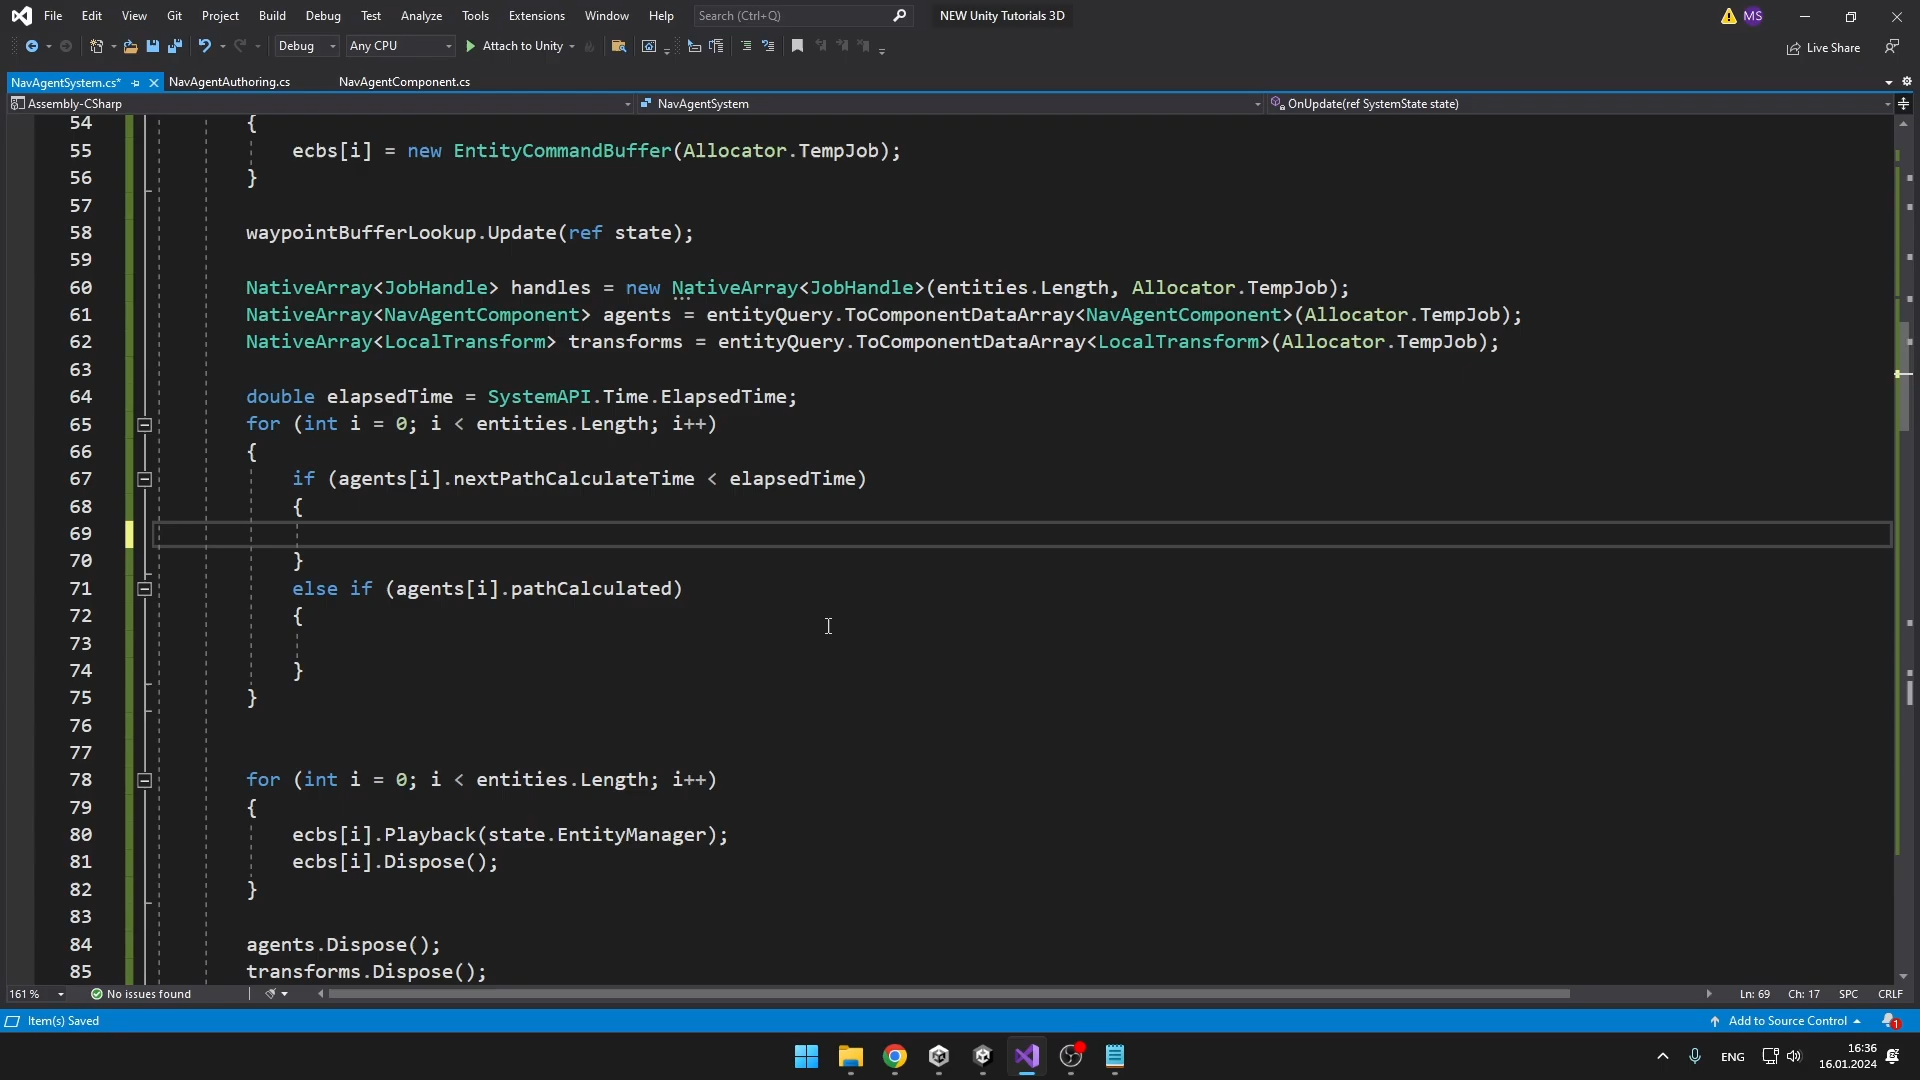 File Edit View Git Project Build Debug Test Analyze Tools Extensions Window Help Search (Ctrl+Q) NEW Unity Tutorials 3D MS
Debug Any CPU Attach to Unity Live Share
NavAgentSystem.cs* NavAgentAuthoring.cs NavAgentComponent.cs
Assembly-CSharp NavAgentSystem OnUpdate(ref SystemState state)
54 {
55 ecbs[i] = new EntityCommandBuffer(Allocator.TempJob);
56 }
57
58 waypointBufferLookup.Update(ref state);
59
60 NativeArray<JobHandle> handles = new NativeArray<JobHandle>(entities.Length, Allocator.TempJob);
61 NativeArray<NavAgentComponent> agents = entityQuery.ToComponentDataArray<NavAgentComponent>(Allocator.TempJob);
62 NativeArray<LocalTransform> transforms = entityQuery.ToComponentDataArray<LocalTransform>(Allocator.TempJob);
63
64 double elapsedTime = SystemAPI.Time.ElapsedTime;
65 for (int i = 0; i < entities.Length; i++)
66 {
67 if (agents[i].nextPathCalculateTime < elapsedTime)
68 {
69
70 }
71 else if (agents[i].pathCalculated)
72 {
73
74 }
75 }
76
77
78 for (int i = 0; i < entities.Length; i++)
79 {
80 ecbs[i].Playback(state.EntityManager);
81 ecbs[i].Dispose();
82 }
83
84 agents.Dispose();
85 transforms.Dispose();
161 % No issues found Ln: 69 Ch: 17 SPC CRLF
Item(s) Saved Add to Source Control 1
ENG 16:36
16.01.2024